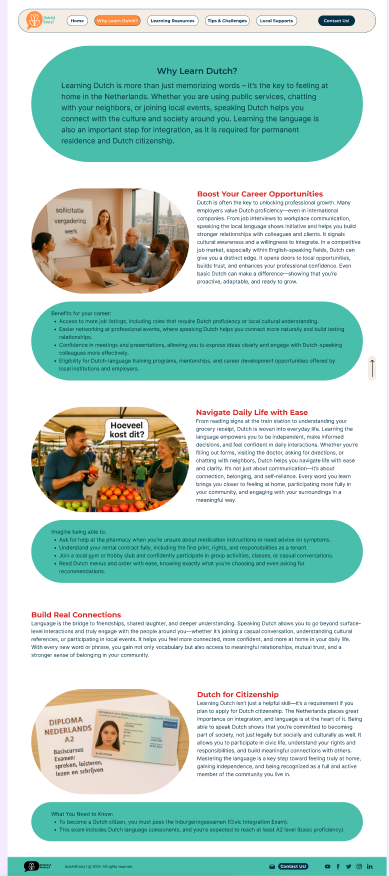 Home
Why Learn Dutch?
Learning Resources
Tips & Challenges
Local Supports
Contact Us!
Why Learn Dutch?
Learning Dutch is more than just memorizing words – it's the key to feeling at
home in the Netherlands. Whether you are using public services, chatting
with your neighbors, or joining local events, speaking Dutch helps you
connect with the culture and society around you. Learning the language is
also an important step for integration, as it is required for permanent
residence and Dutch citizenship.
sollicitatie
vergadering
werk
Boost Your Career Opportunities
Dutch is often the key to unlocking professional growth. Many
employers value Dutch proficiency—even in international
companies. From job interviews to workplace communication,
speaking the local language shows initiative and helps you build
stronger relationships with colleagues and clients. It signals
cultural awareness and a willingness to integrate. In a competitive
job market, especially within English-speaking fields, Dutch can
give you a distinct edge. It opens doors to local opportunities,
builds trust, and enhances your professional confidence. Even
basic Dutch can make a difference—showing that you're
proactive, adaptable, and ready to grow.
Benefits for your career:
• Access to more job listings, including roles that require Dutch proficiency or local cultural understanding.
• Easier networking at professional events, where speaking Dutch helps you connect more naturally and build lasting
relationships.
• Confidence in meetings and presentations, allowing you to express ideas clearly and engage with Dutch-speaking
colleagues more effectively.
• Eligibility for Dutch-language training programs, mentorships, and career development opportunities offered by
local institutions and employers.
Hoeveel
kost dit?
Navigate Daily Life with Ease
From reading signs at the train station to understanding your
grocery receipt, Dutch is woven into everyday life. Learning the
language empowers you to be independent, make informed
decisions, and feel confident in daily interactions. Whether you're
filling out forms, visiting the doctor, asking for directions, or
chatting with neighbors, Dutch helps you navigate life with ease
and clarity. It's not just about communication—it's about
connection, belonging, and self-reliance. Every word you learn
brings you closer to feeling at home, participating more fully in
your community, and engaging with your surroundings in a
meaningful way.
Imagine being able to:
• Ask for help at the pharmacy when you're unsure about medication instructions or need advice on symptoms.
• Understand your rental contract fully, including the fine print, rights, and responsibilities as a tenant.
• Join a local gym or hobby club and confidently participate in group activities, classes, or casual conversations.
• Read Dutch menus and order with ease, knowing exactly what you're choosing and even asking for
recommendations.
Build Real Connections
Language is the bridge to friendships, shared laughter, and deeper understanding. Speaking Dutch allows you to go beyond surface-
level interactions and truly engage with the people around you—whether it's joining a casual conversation, understanding cultural
references, or participating in local events. It helps you feel more connected, more confident, and more at home in your daily life.
With every new word or phrase, you gain not only vocabulary but also access to meaningful relationships, mutual trust, and a
stronger sense of belonging in your community.
DIPLOMA
NEDERLANDS
A2
Basiscursus
Examen:
spreken, luisteren,
lezen en schrijven
Dutch for Citizenship
Learning Dutch isn't just a helpful skill—it's a requirement if you
plan to apply for Dutch citizenship. The Netherlands places great
importance on integration, and language is at the heart of it. Being
able to speak Dutch shows that you're committed to becoming
part of society, not just legally but socially and culturally as well. It
allows you to participate in civic life, understand your rights and
responsibilities, and build trust within your communities.
Mastering the language is a key step toward feeling truly at home,
gaining independence, and being recognized as a full and active
member of the community you live in.
What You Need to Know:
• To become a Dutch citizen, you must pass the Inburgeringsexamen (Civic Integration Exam).
• This exam includes Dutch language components, and you're expected to reach at least A2 level (basic proficiency).
Contact Us!